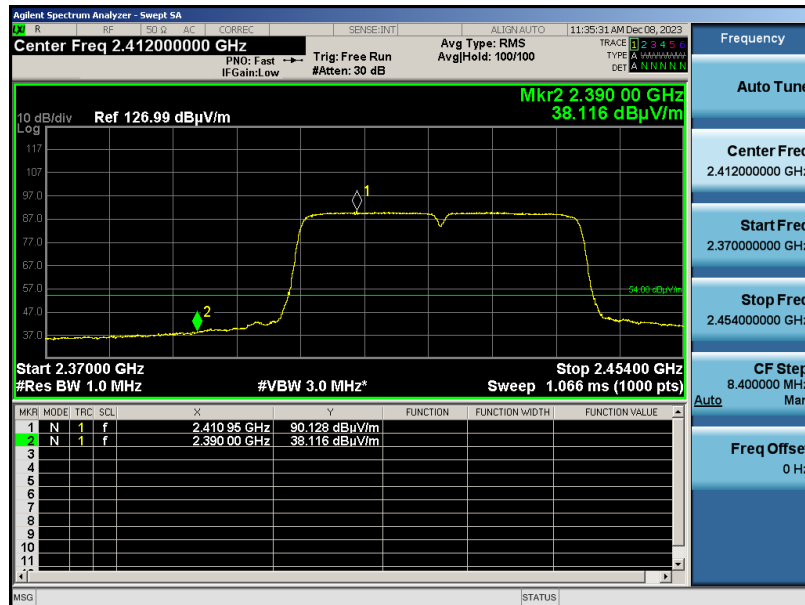 Agilent Spectrum Analyzer - Swept SA
R RF 50 Ω AC CORREC SENSE:INT ALIGN AUTO 11:35:31 AM Dec 08, 2023
Center Freq 2.412000000 GHz
PNO: Fast
IFGain:Low
Trig: Free Run
#Atten: 30 dB
Avg Type: RMS
Avg|Hold: 100/100
TRACE 1 2 3 4 5 6
TYPE A WWWWW
DET A N N N N N
Mkr2 2.390 00 GHz
38.116 dBµV/m
10 dB/div
Log
Ref 126.99 dBµV/m
117
107
97.0
87.0
77.0
67.0
57.0
47.0
37.0
1
2
54.00 dBµV/m
Start 2.37000 GHz
Stop 2.45400 GHz
#Res BW 1.0 MHz
#VBW 3.0 MHz*
Sweep 1.066 ms (1000 pts)
MKR MODE TRC SCL X Y FUNCTION FUNCTION WIDTH FUNCTION VALUE
1 N 1 f 2.410 95 GHz 90.128 dBµV/m
2 N 1 f 2.390 00 GHz 38.116 dBµV/m
3
4
5
6
7
8
9
10
11
MSG
STATUS
Frequency
Auto Tune
Center Freq
2.412000000 GHz
Start Freq
2.370000000 GHz
Stop Freq
2.454000000 GHz
CF Step
8.400000 MHz
Auto Man
Freq Offset
0 Hz